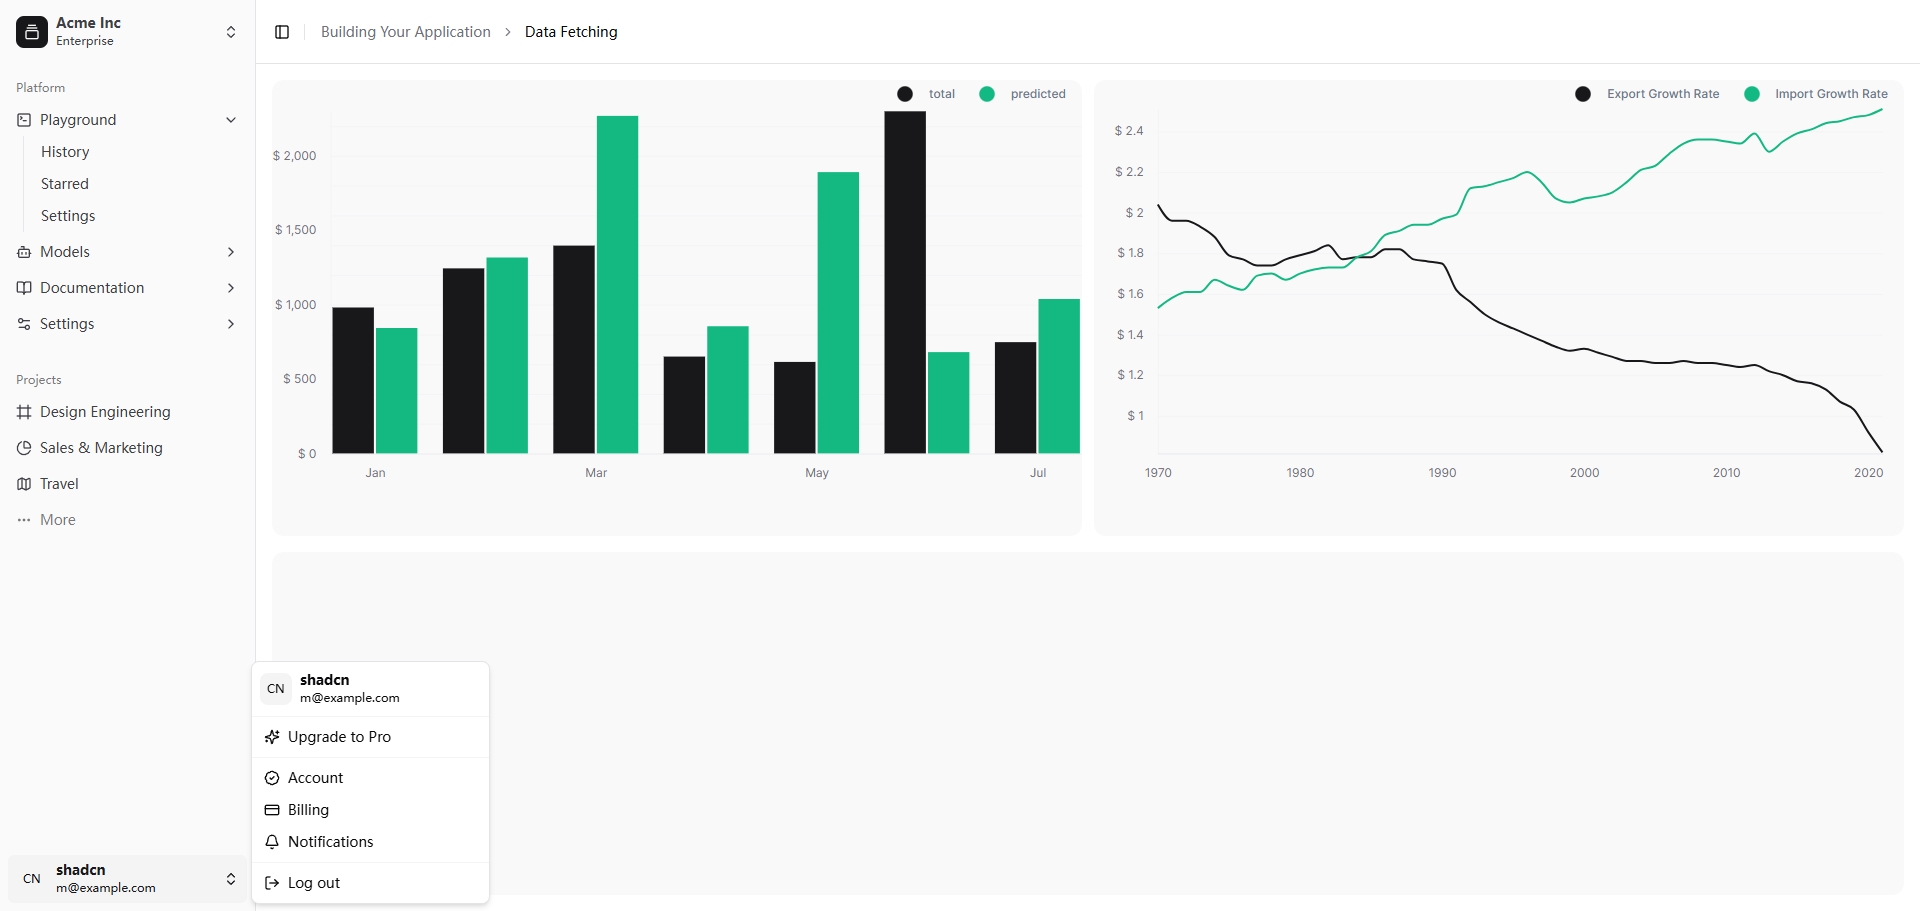 Acme Inc
Enterprise
Platform
Playground
History
Starred
Settings
Models
Documentation
Settings
Projects
Design Engineering
Sales & Marketing
Travel
More
CN
shadcn
m@example.com
Building Your Application
Data Fetching
total predicted
$ 2,000
$ 1,500
$ 1,000
$ 500
$ 0
Jan Mar May Jul
Export Growth Rate Import Growth Rate
$ 2.4
$ 2.2
$ 2
$ 1.8
$ 1.6
$ 1.4
$ 1.2
$ 1
1970 1980 1990 2000 2010 2020
CN
shadcn
m@example.com
Upgrade to Pro
Account
Billing
Notifications
Log out